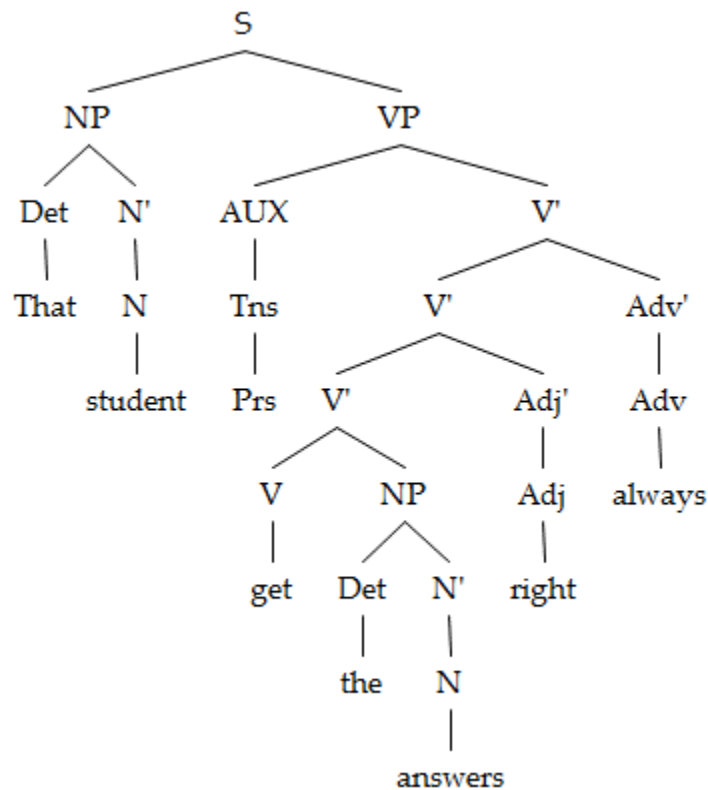 S
NP VP
Det N' AUX V'
That N Tns V' Adv'
student Prs V' Adj' Adv
V NP Adj always
get Det N' right
the N
answers